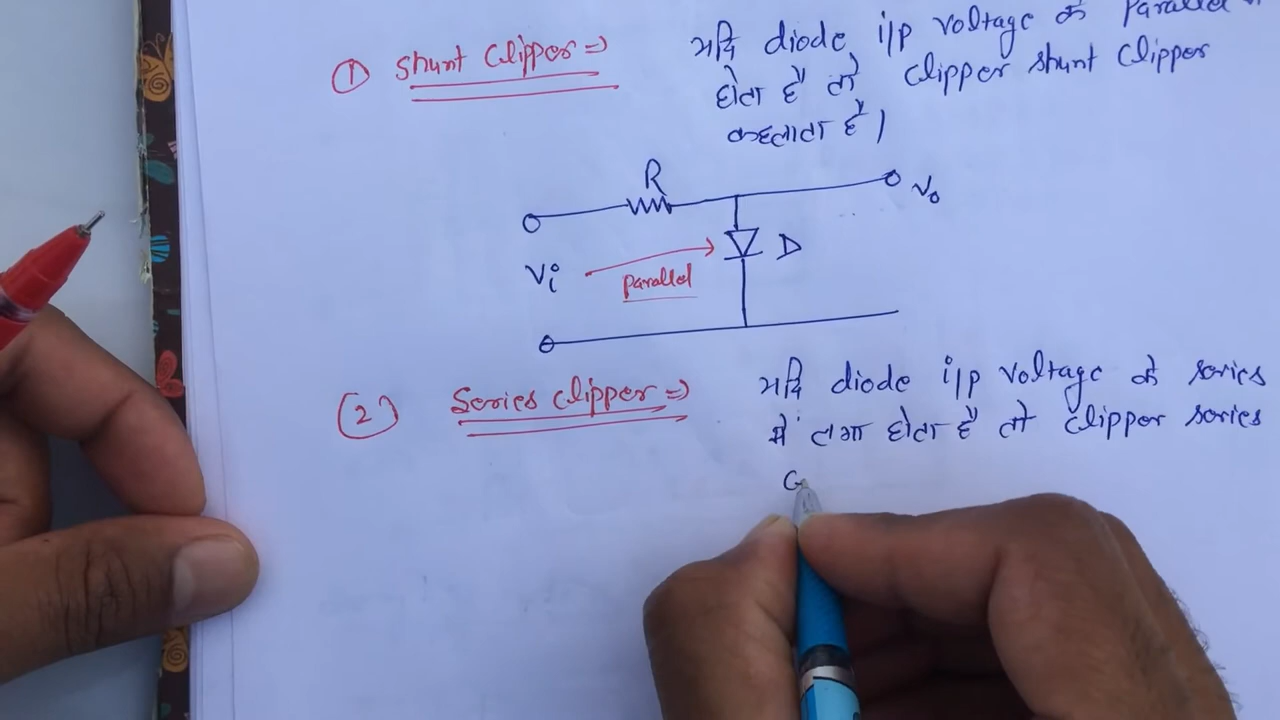 ① Shunt Clipper ⇒
यदि diode i/p voltage के Parallel में
होता है तो clipper shunt clipper
कहलाता है।
R
Vo
D
Vi
Parallel
(2) Series clipper ⇒
यदि diode i/p voltage के series
में लगा होता है तो clipper series